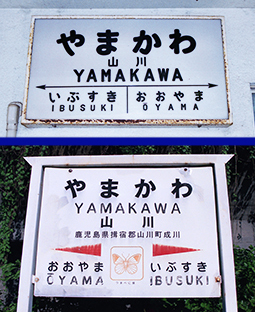 やまかわ
山川
YAMAKAWA
いぶすき おおやま
IBUSUKI ŌYAMA
やまかわ
YAMAKAWA
山川
鹿児島県揖宿郡山川町成川
おおやま いぶすき
ŌYAMA IBUSUKI